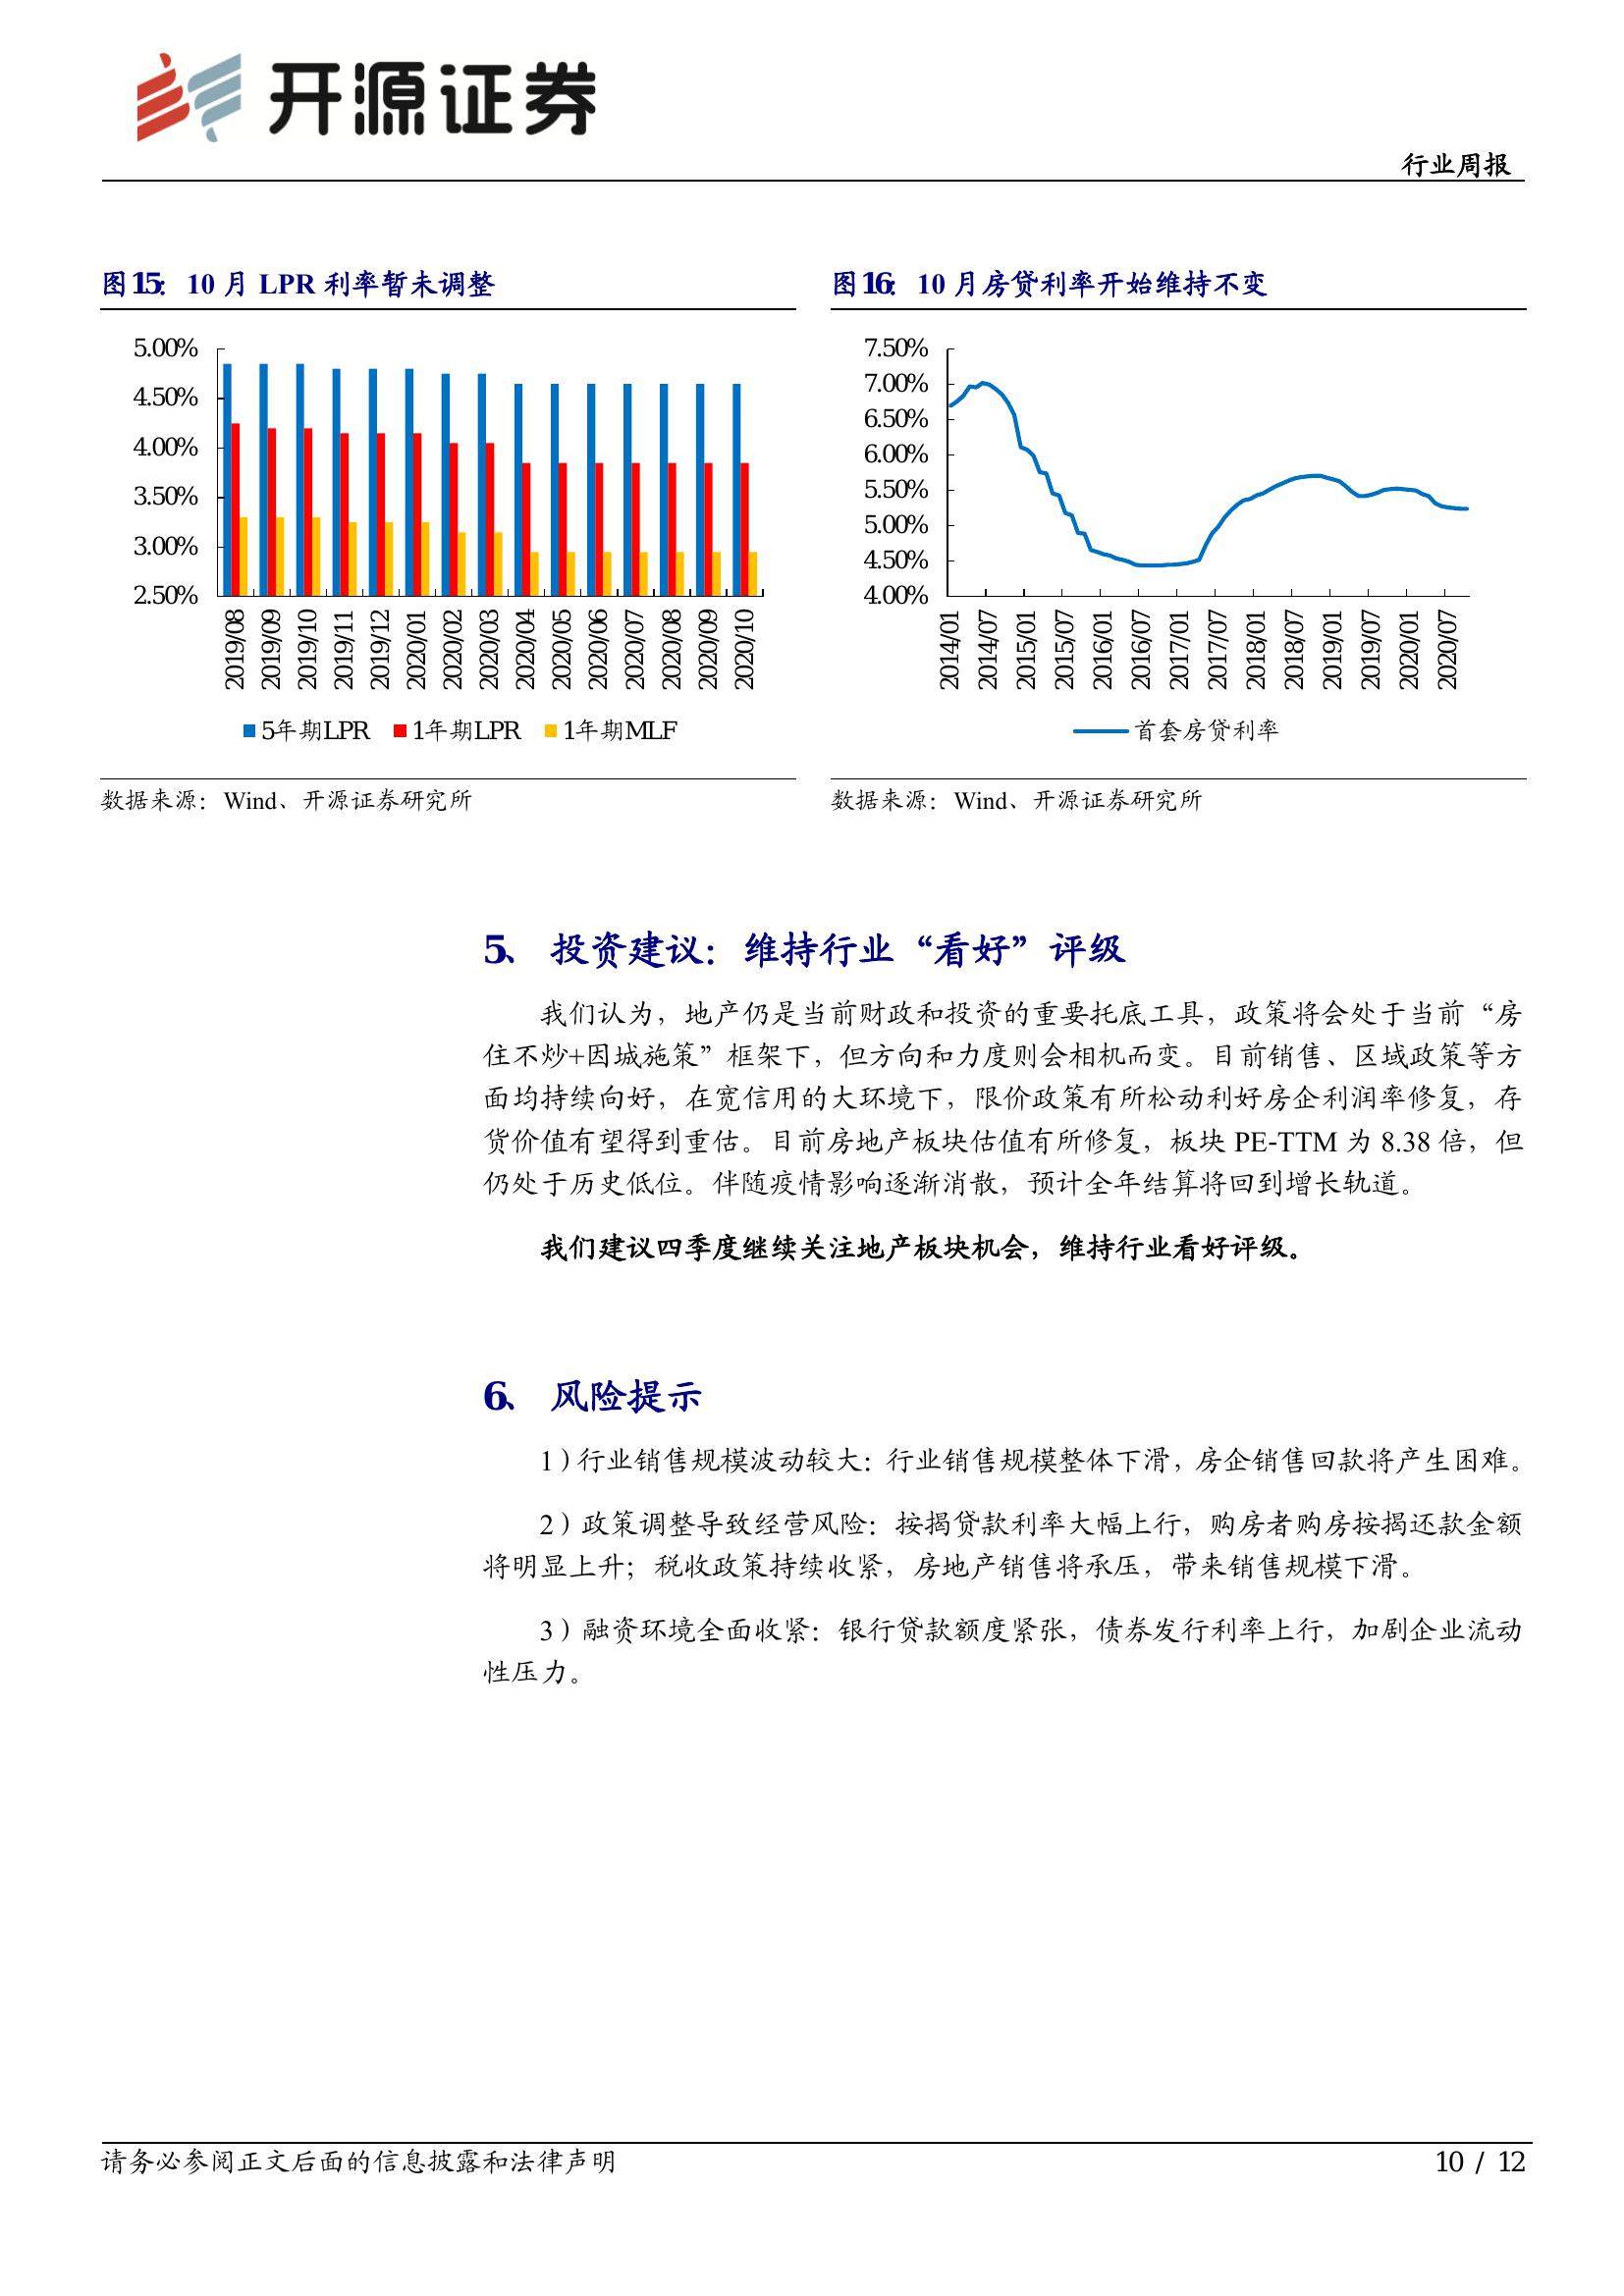 开源证券
行业周报
图15： 10 月 LPR 利率暂未调整
5.00%
4.50%
4.00%
3.50%
3.00%
2.50%
2019/08
2019/09
2019/10
2019/11
2019/12
2020/01
2020/02
2020/03
2020/04
2020/05
2020/06
2020/07
2020/08
2020/09
2020/10
5年期LPR 1年期LPR 1年期MLF
数据来源：Wind、开源证券研究所
图16： 10 月房贷利率开始维持不变
7.50%
7.00%
6.50%
6.00%
5.50%
5.00%
4.50%
4.00%
2014/01
2014/07
2015/01
2015/07
2016/01
2016/07
2017/01
2017/07
2018/01
2018/07
2019/01
2019/07
2020/01
2020/07
首套房贷利率
数据来源：Wind、开源证券研究所
5、 投资建议：维持行业“看好”评级
我们认为，地产仍是当前财政和投资的重要托底工具，政策将会处于当前“房
住不炒+因城施策”框架下，但方向和力度则会相机而变。目前销售、区域政策等方
面均持续向好，在宽信用的大环境下，限价政策有所松动利好房企利润率修复，存
货价值有望得到重估。目前房地产板块估值有所修复，板块 PE-TTM 为 8.38 倍，但
仍处于历史低位。伴随疫情影响逐渐消散，预计全年结算将回到增长轨道。
我们建议四季度继续关注地产板块机会，维持行业看好评级。
6、 风险提示
1）行业销售规模波动较大：行业销售规模整体下滑，房企销售回款将产生困难。
2）政策调整导致经营风险：按揭贷款利率大幅上行，购房者购房按揭还款金额
将明显上升；税收政策持续收紧，房地产销售将承压，带来销售规模下滑。
3）融资环境全面收紧：银行贷款额度紧张，债券发行利率上行，加剧企业流动
性压力。
请务必参阅正文后面的信息披露和法律声明
10 / 12